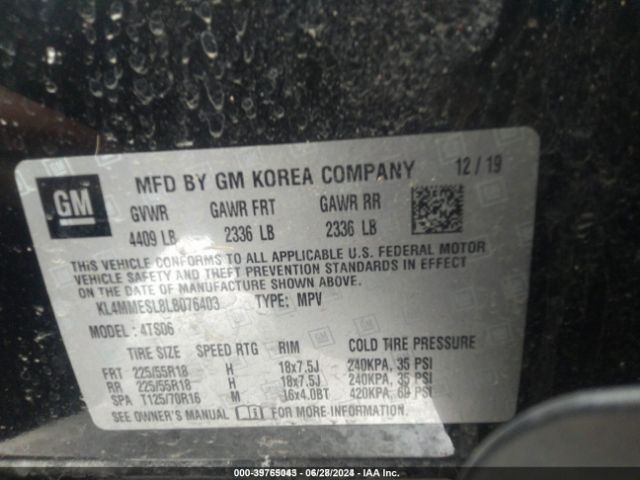 GM
MFD BY GM KOREA COMPANY 12/19
GVWR GAWR FRT GAWR RR
4409 LB 2336 LB 2336 LB
THIS VEHICLE CONFORMS TO ALL APPLICABLE U.S. FEDERAL MOTOR
VEHICLE SAFETY AND THEFT PREVENTION STANDARDS IN EFFECT
ON THE DATE OF MANUFACTURE SHOWN ABOVE.
KL4MMESL8LB076403 TYPE: MPV
MODEL: 4TS06
TIRE SIZE SPEED RTG RIM COLD TIRE PRESSURE
FRT 225/55R18 H 18x7.5J 240KPA, 35 PSI
RR 225/55R18 H 18x7.5J 240KPA, 35 PSI
SPA T125/70R16 M 16x4.0BT 420KPA, 60 PSI
SEE OWNER'S MANUAL FOR MORE INFORMATION.
000-39765043 06/28/2024 - IAA Inc.